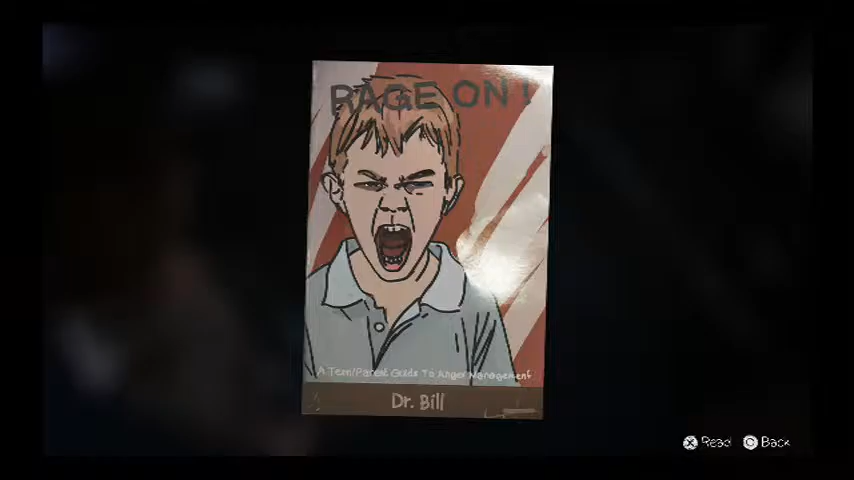 RAGE ON!
A Teen/Parent Guide To Anger Management
Dr. Bill
Read
Back